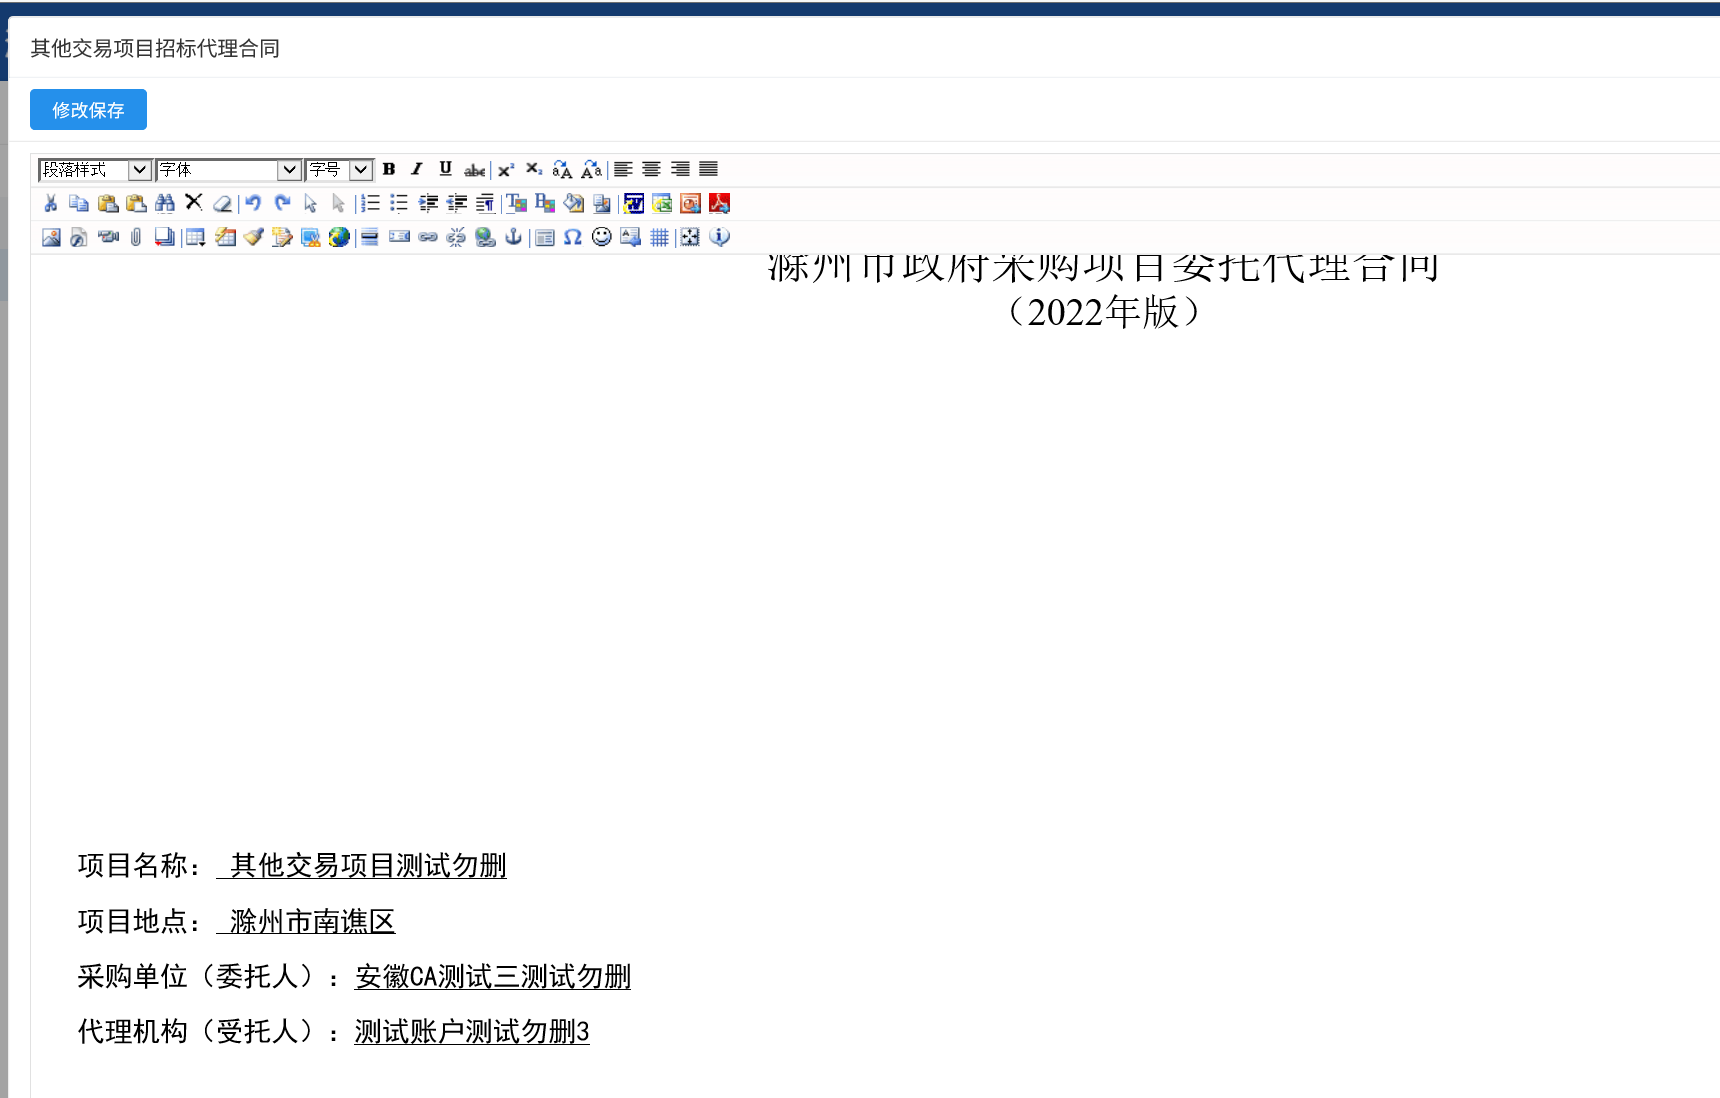 其他交易项目招标代理合同
修改保存
段落样式 字体 字号
滁州市政府采购项目委托代理合同
（2022年版）
项目名称： 其他交易项目测试勿删
项目地点： 滁州市南谯区
采购单位（委托人）：安徽CA测试三测试勿删
代理机构（受托人）：测试账户测试勿删3